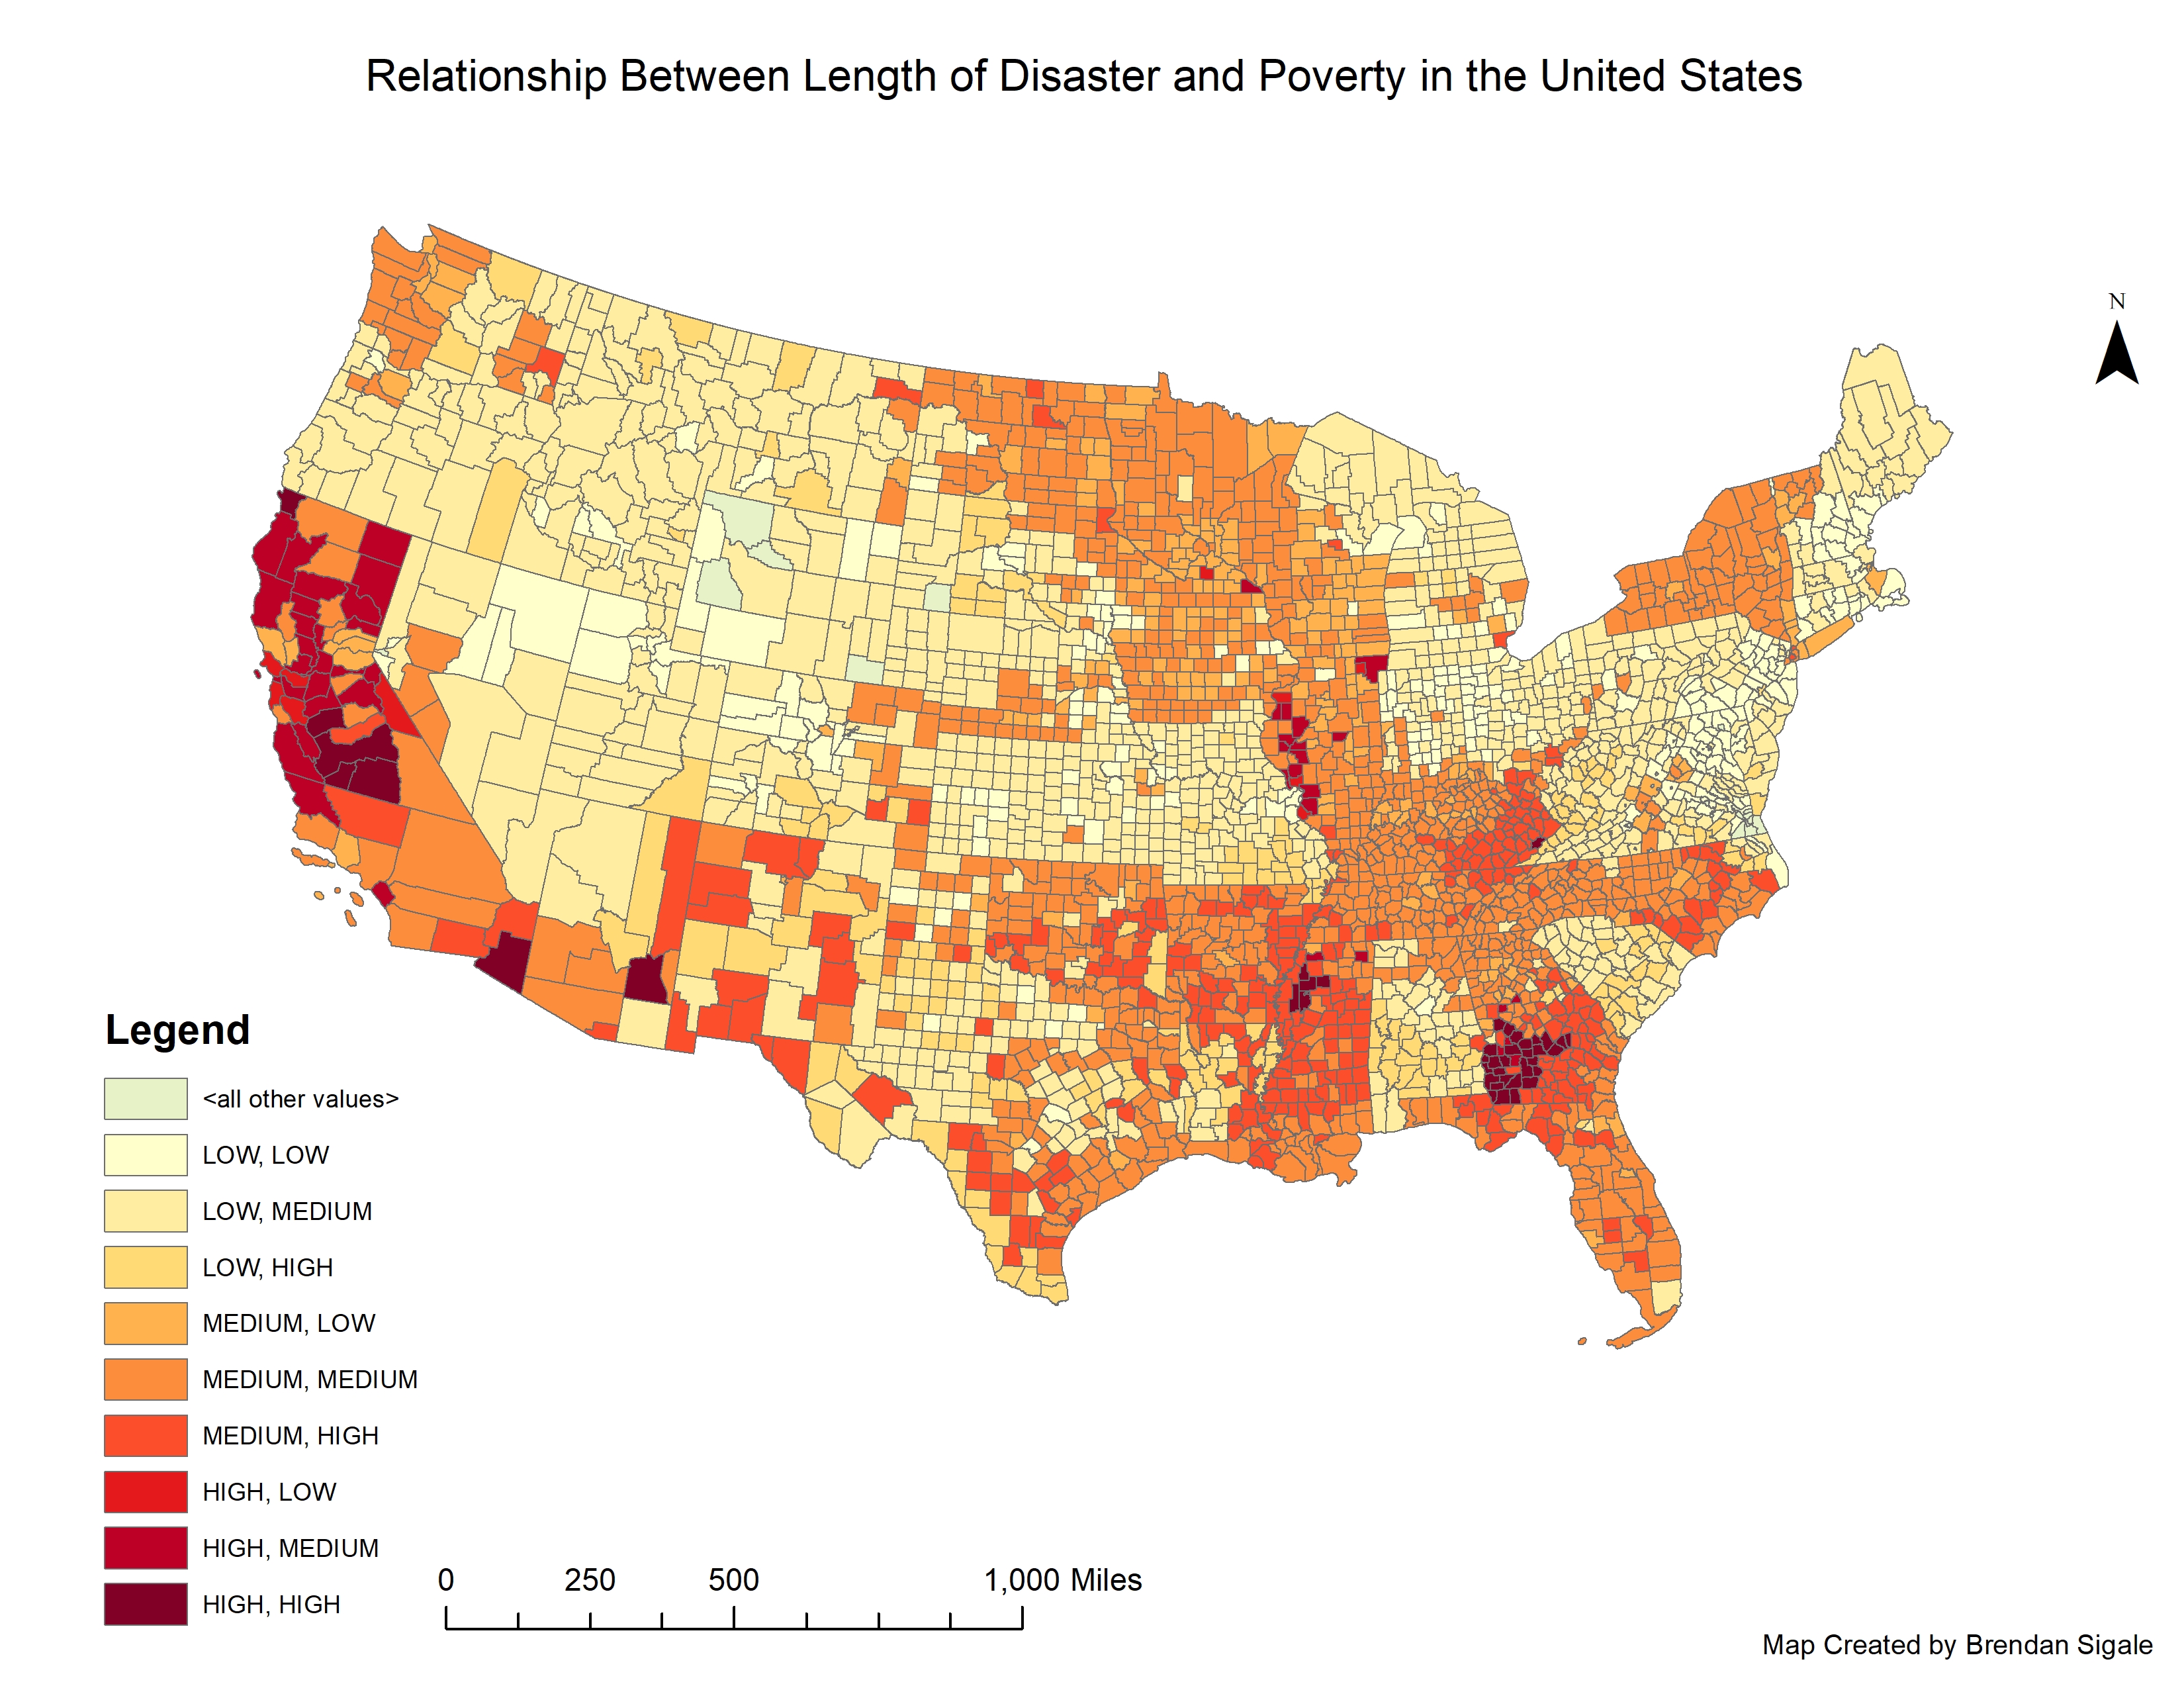 Relationship Between Length of Disaster and Poverty in the United States
N
Legend
<all other values>
LOW, LOW
LOW, MEDIUM
LOW, HIGH
MEDIUM, LOW
MEDIUM, MEDIUM
MEDIUM, HIGH
HIGH, LOW
HIGH, MEDIUM
HIGH, HIGH
0 250 500 1,000 Miles
Map Created by Brendan Sigale